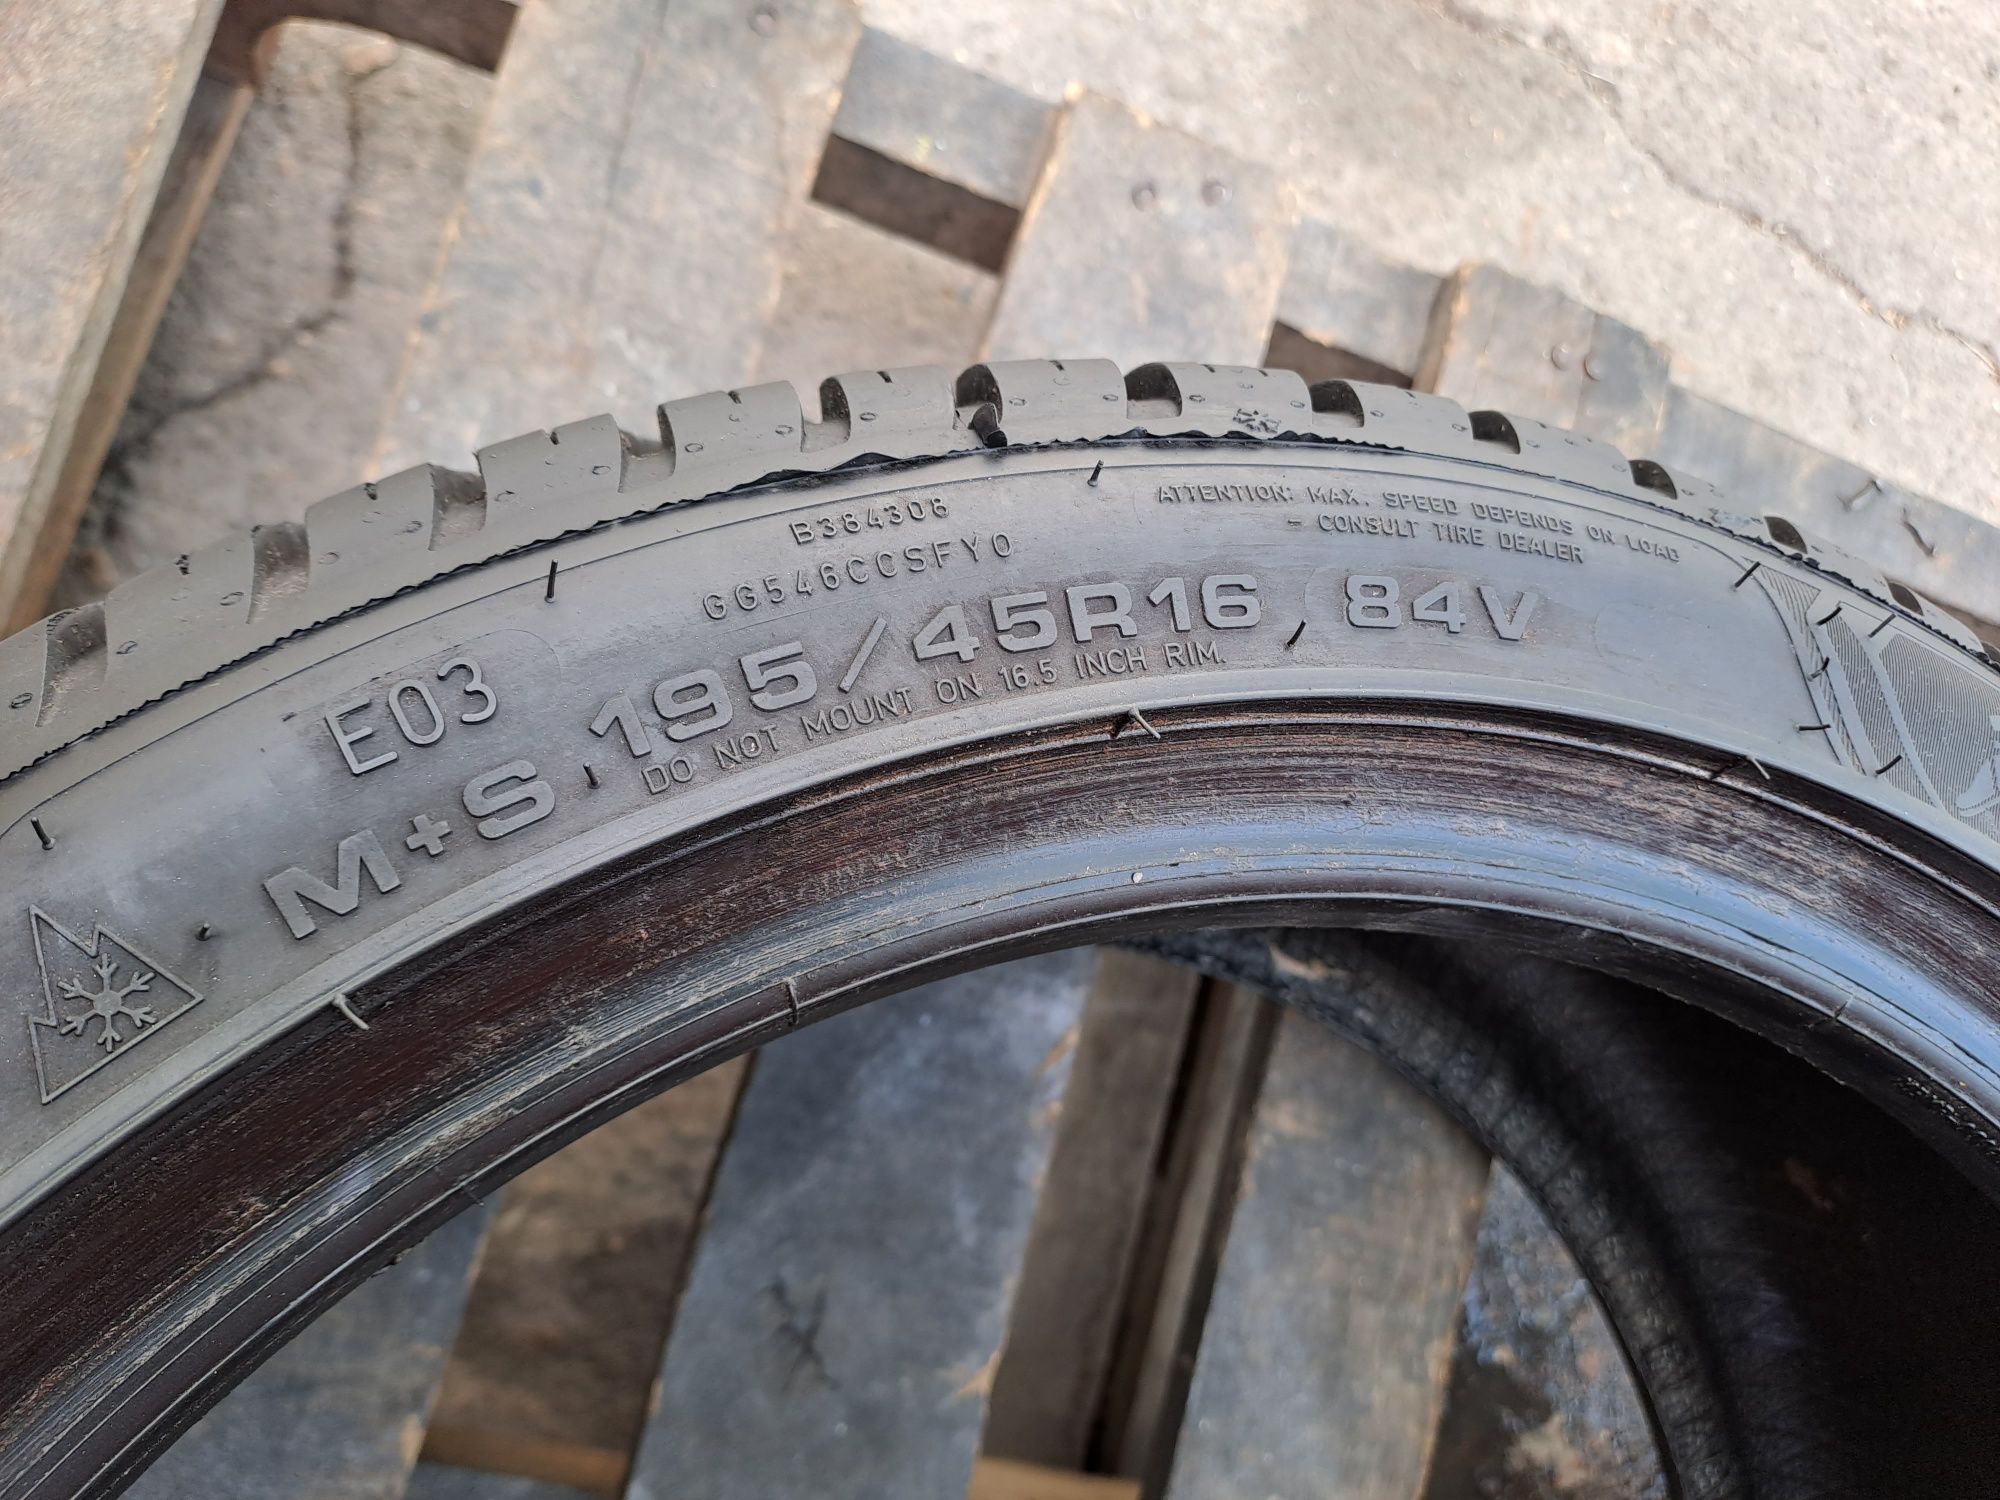 B384308
GG546CCSFY0
ATTENTION: MAX. SPEED DEPENDS ON LOAD
- CONSULT TIRE DEALER
E03
M+S 195/45R16 84V
DO NOT MOUNT ON 16.5 INCH RIM.